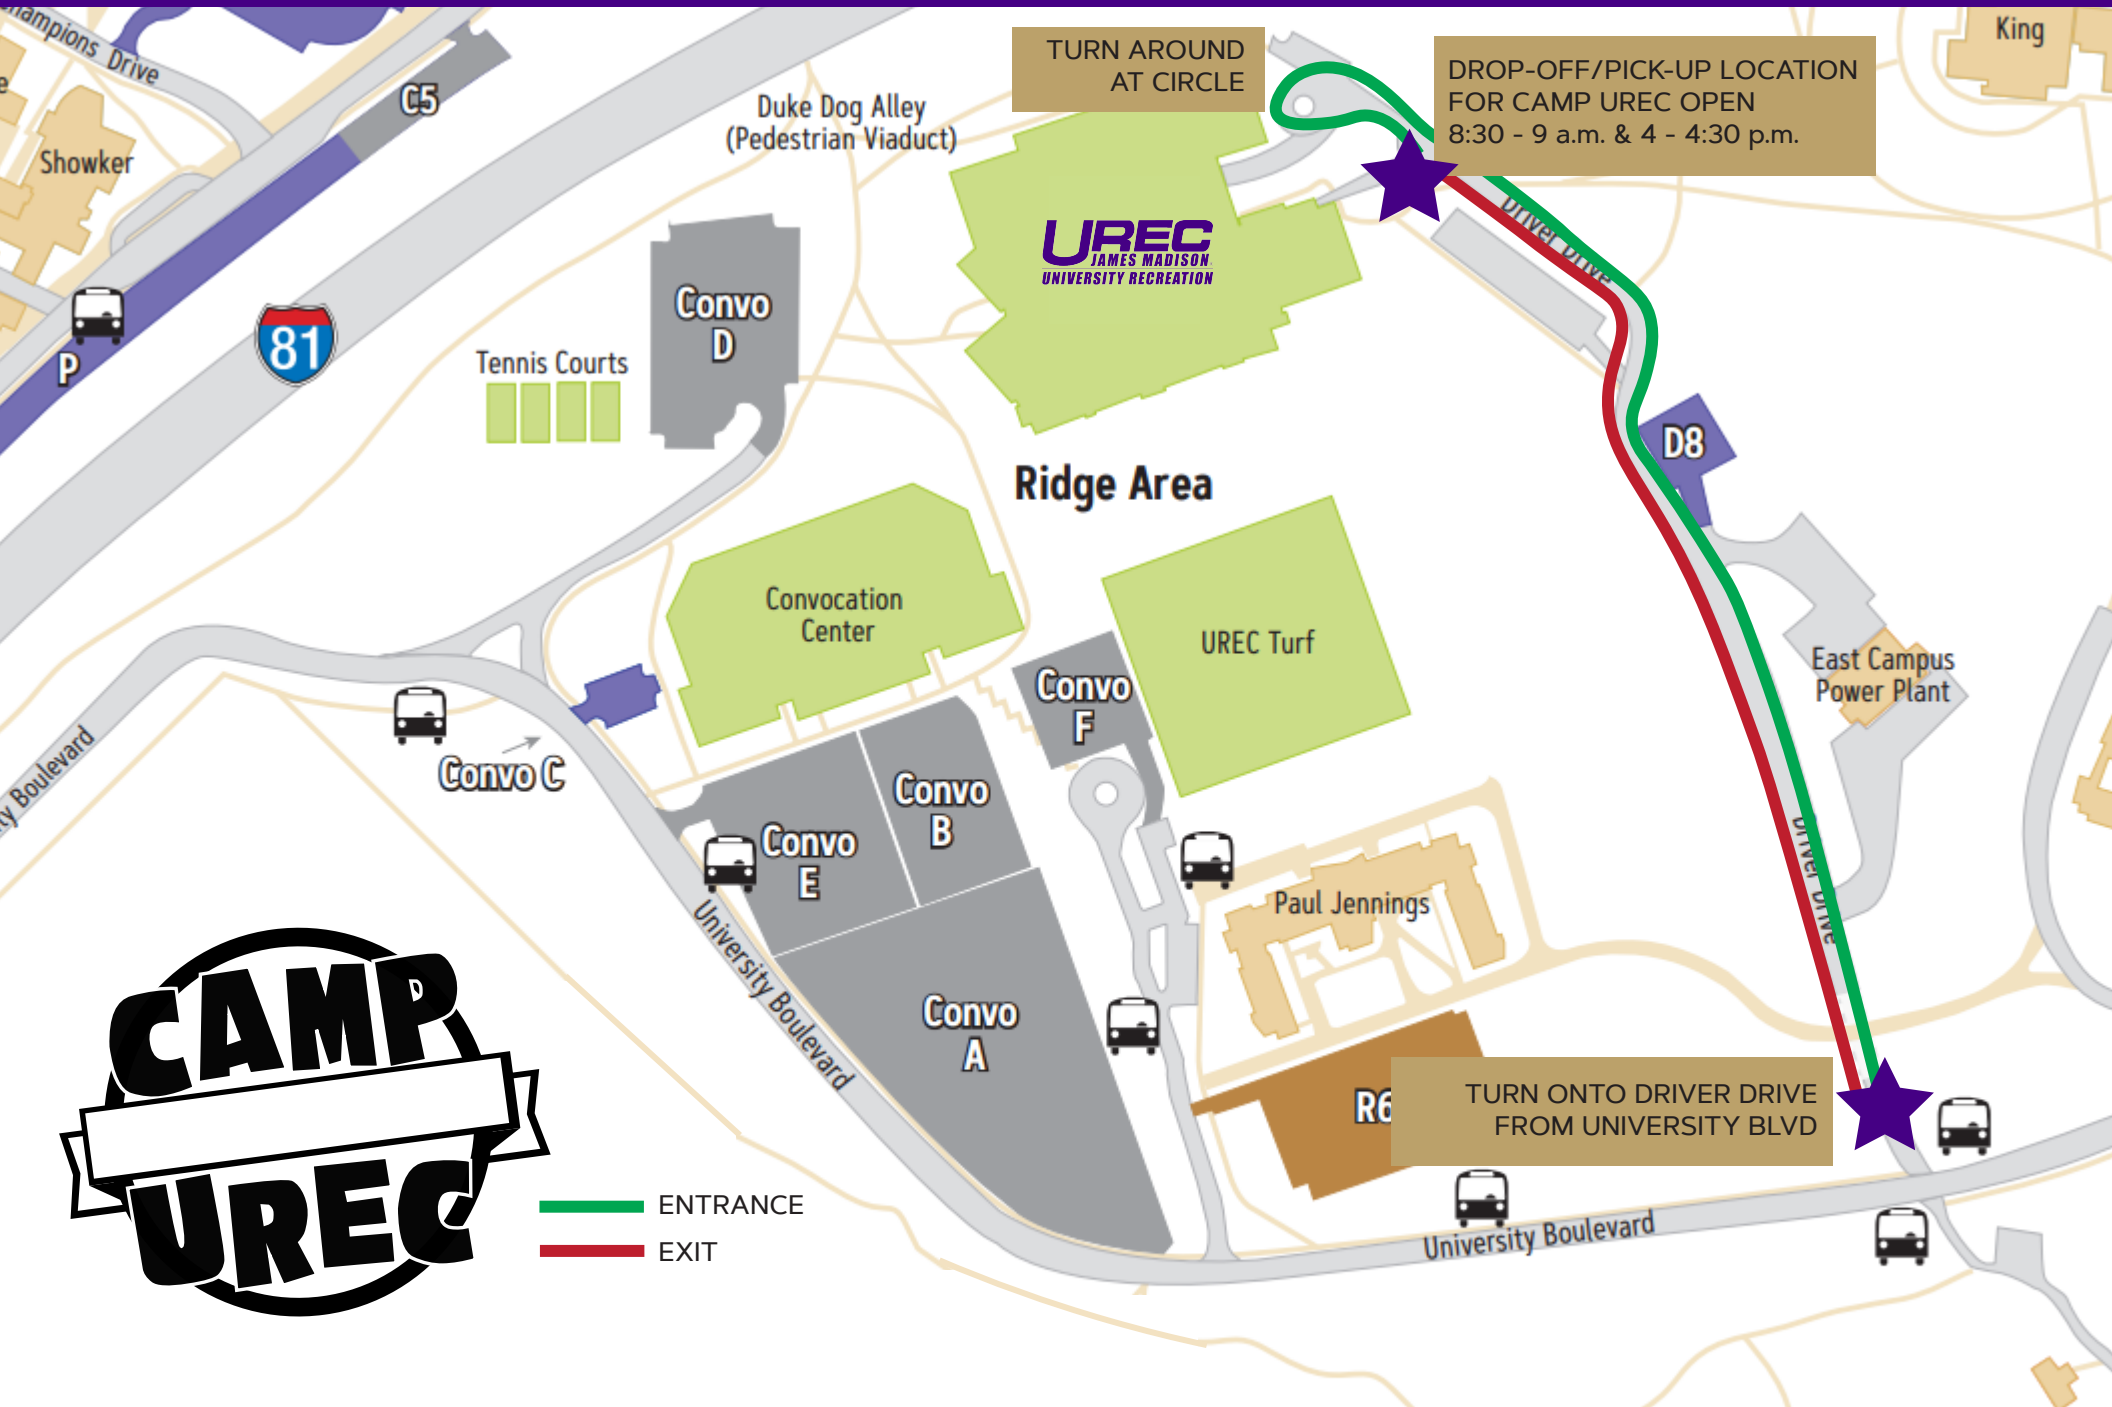 Champions Drive
C5
Showker
P
81
Duke Dog Alley
(Pedestrian Viaduct)
TURN AROUND
AT CIRCLE
DROP-OFF/PICK-UP LOCATION
FOR CAMP UREC OPEN
8:30 - 9 a.m. & 4 - 4:30 p.m.
King
UREC
JAMES MADISON
UNIVERSITY RECREATION
Driver Drive
Convo
D
Tennis Courts
D8
Ridge Area
Convocation
Center
UREC Turf
East Campus
Power Plant
Convo
F
Boulevard
Convo C
Convo
B
Convo
E
Driver Drive
Paul Jennings
University Boulevard
Convo
A
R6
TURN ONTO DRIVER DRIVE
FROM UNIVERSITY BLVD
University Boulevard
CAMP
UREC
ENTRANCE
EXIT